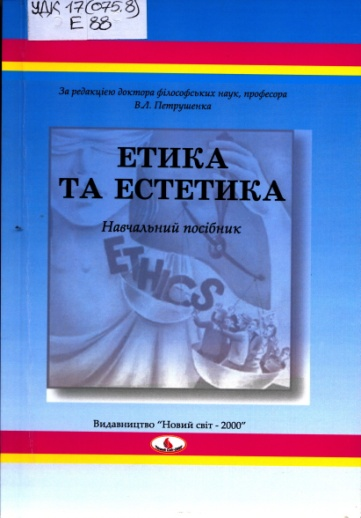 УДК 17(075.8)
Е 88
За редакцією доктора філософських наук, професора
В.Л. Петрушенка
ЕТИКА
ТА ЕСТЕТИКА
Навчальний посібник
ETHICS
Видавництво "Новий світ - 2000"